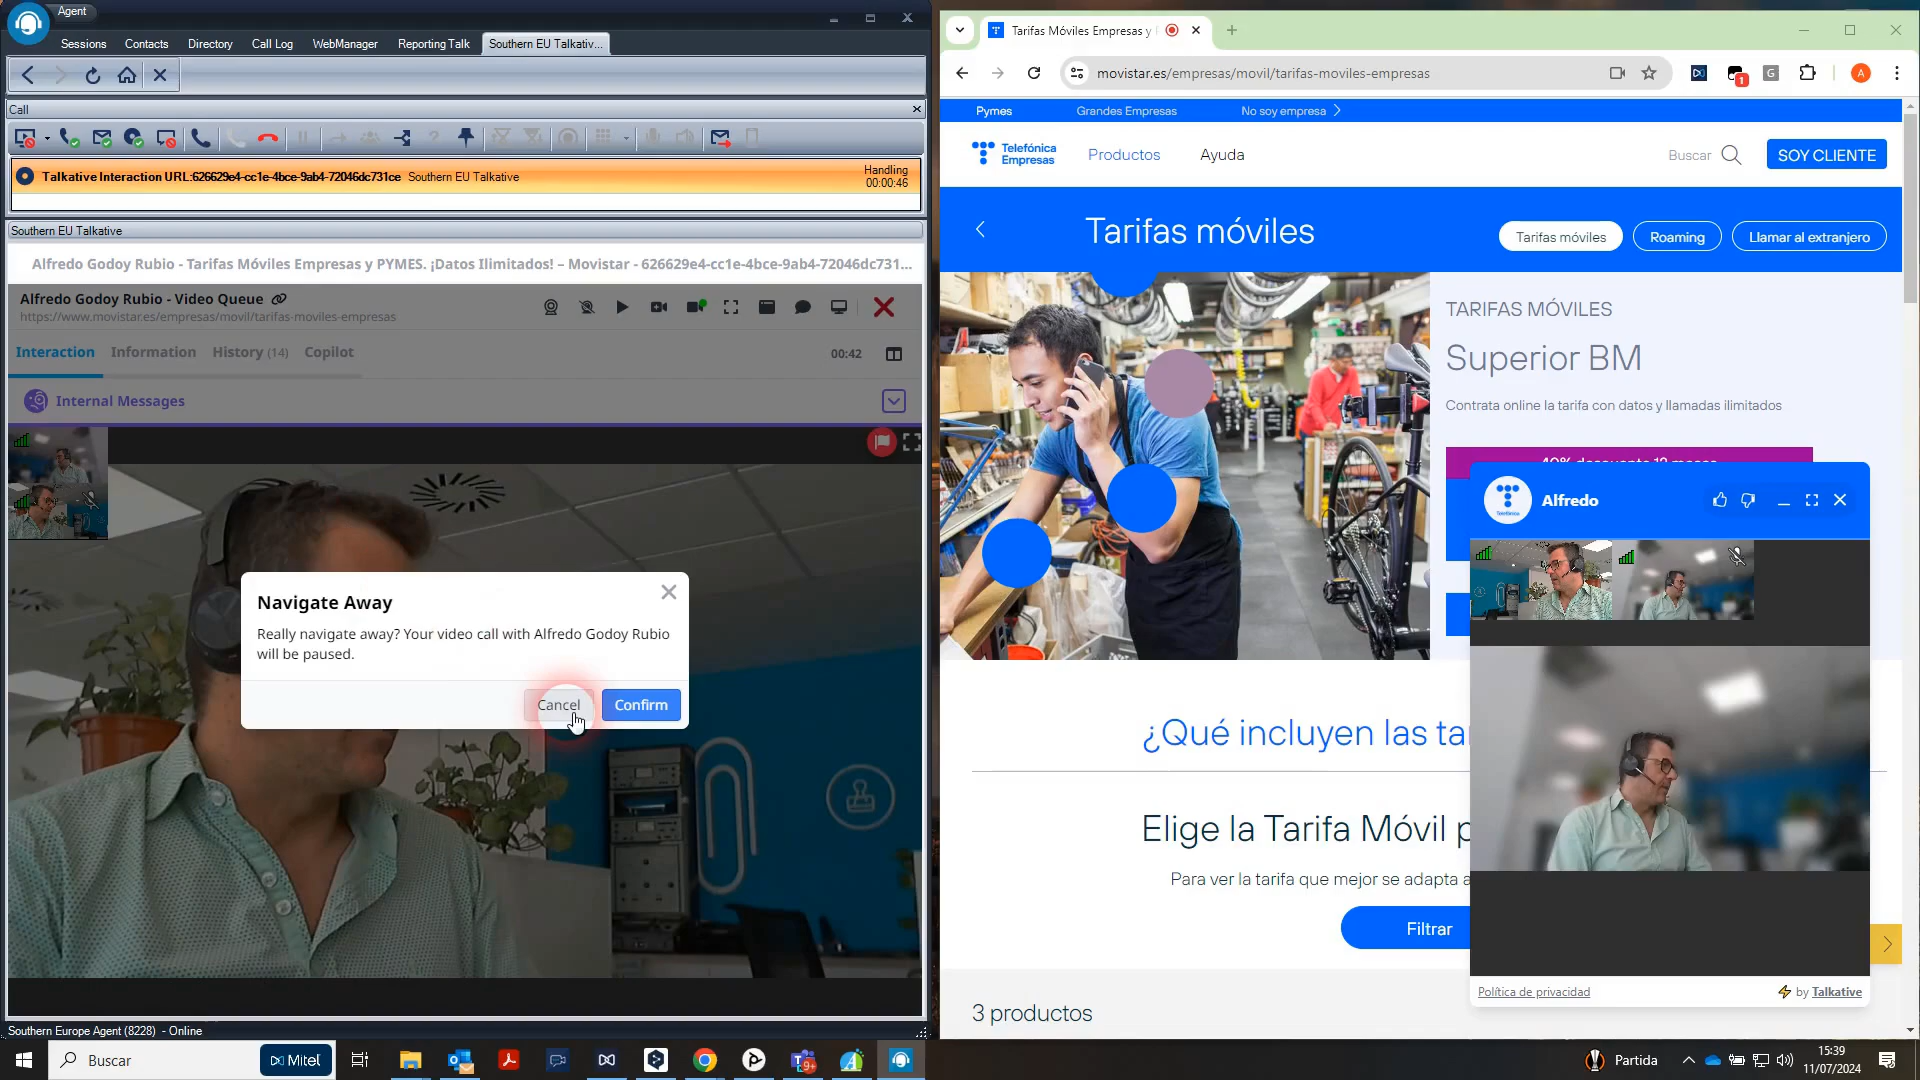 Agent
Sessions Contacts Directory Call Log WebManager Reporting Talk Southern EU Talkativ...
Call
Talkative Interaction URL:626629e4-cc1e-4bce-9ab4-72046dc731ce Southern EU Talkative
Handling
00:00:46
Southern EU Talkative
Alfredo Godoy Rubio - Tarifas Móviles Empresas y PYMES. ¡Datos Ilimitados! – Movistar - 626629e4-cc1e-4bce-9ab4-72046dc731...
Alfredo Godoy Rubio - Video Queue
https://www.movistar.es/empresas/movil/tarifas-moviles-empresas
Interaction Information History (14) Copilot 00:42
Internal Messages
Navigate Away
Really navigate away? Your video call with Alfredo Godoy Rubio
will be paused.
Cancel Confirm
Southern Europe Agent (8228) - Online
Tarifas Móviles Empresas y
movistar.es/empresas/movil/tarifas-moviles-empresas
1
G
A
Pymes Grandes Empresas No soy empresa
Telefónica
Empresas
Productos Ayuda Buscar SOY CLIENTE
Tarifas móviles
Tarifas móviles Roaming Llamar al extranjero
TARIFAS MÓVILES
Superior BM
Contrata online la tarifa con datos y llamadas ilimitados
Alfredo
Telefónica
¿Qué incluyen las ta
Elige la Tarifa Móvil p
Para ver la tarifa que mejor se adapta a
Filtrar
3 productos
Política de privacidad by Talkative
Buscar Mitel
9+
Partida
15:39
11/07/2024